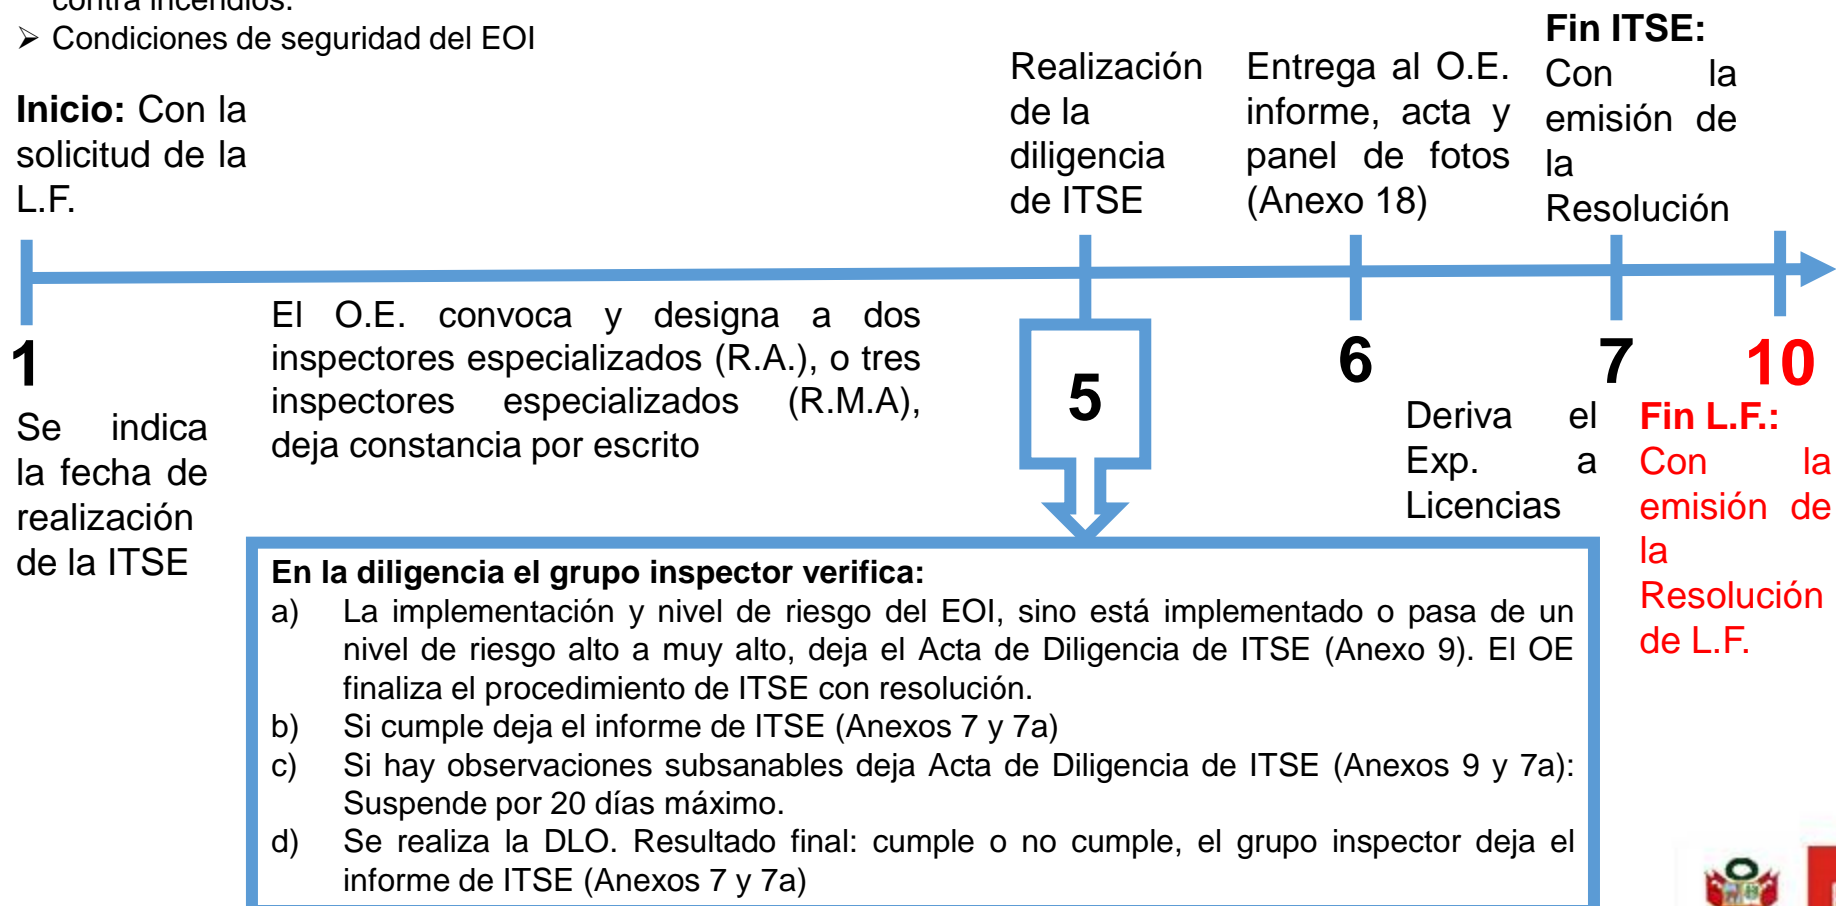 contra incendios.
➢ Condiciones de seguridad del EOI
Inicio: Con la
solicitud de la
L.F.
Realización
de la
diligencia
de ITSE
Entrega al O.E.
informe, acta y
panel de fotos
(Anexo 18)
Fin ITSE:
Con la
emisión de
la
Resolución
1
Se indica
la fecha de
realización
de la ITSE
El O.E. convoca y designa a dos
inspectores especializados (R.A.), o tres
inspectores especializados (R.M.A),
deja constancia por escrito
5
6
7
Deriva el
Exp. a
Licencias
10
Fin L.F.:
Con la
emisión de
la
Resolución
de L.F.
En la diligencia el grupo inspector verifica:
a) La implementación y nivel de riesgo del EOI, sino está implementado o pasa de un
nivel de riesgo alto a muy alto, deja el Acta de Diligencia de ITSE (Anexo 9). El OE
finaliza el procedimiento de ITSE con resolución.
b) Si cumple deja el informe de ITSE (Anexos 7 y 7a)
c) Si hay observaciones subsanables deja Acta de Diligencia de ITSE (Anexos 9 y 7a):
Suspende por 20 días máximo.
d) Se realiza la DLO. Resultado final: cumple o no cumple, el grupo inspector deja el
informe de ITSE (Anexos 7 y 7a)